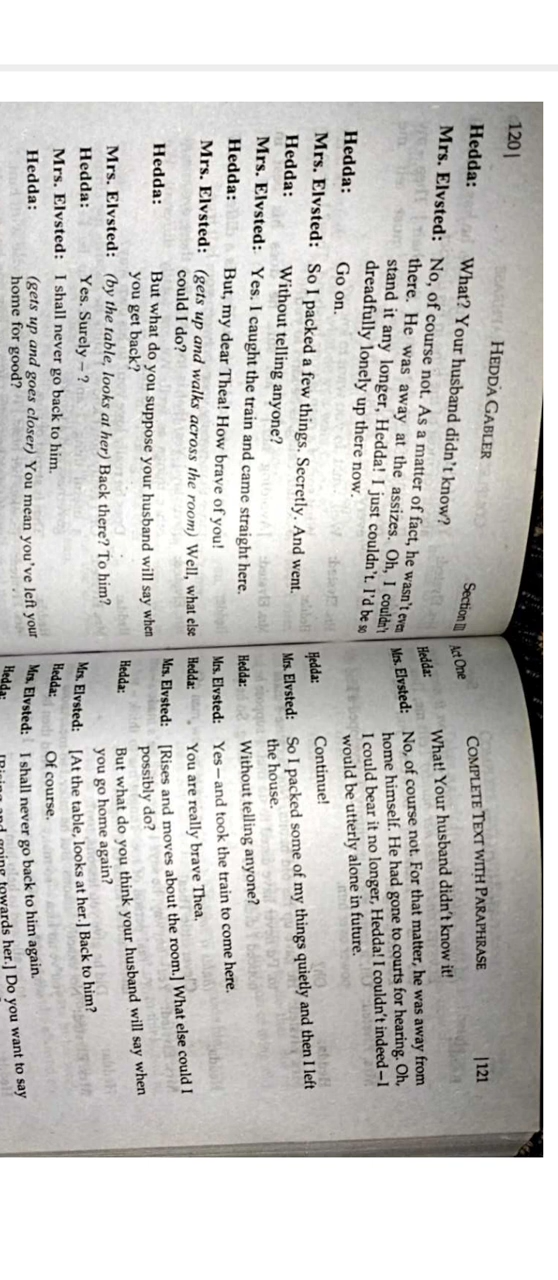 120| HEDDA GABLER Section III
Hedda: What? Your husband didn't know?
Mrs. Elvsted: No, of course not. As a matter of fact, he wasn't even
there. He was away at the assizes. Oh, I couldn't
stand it any longer, Hedda! I just couldn't. I'd be so
dreadfully lonely up there now.
Hedda: Go on.
Mrs. Elvsted: So I packed a few things. Secretly. And went.
Hedda: Without telling anyone?
Mrs. Elvsted: Yes. I caught the train and came straight here.
Hedda: But, my dear Thea! How brave of you!
Mrs. Elvsted: (gets up and walks across the room) Well, what else
could I do?
Hedda: But what do you suppose your husband will say when
you get back?
Mrs. Elvsted: (by the table, looks at her) Back there? To him?
Hedda: Yes. Surely – ?
Mrs. Elvsted: I shall never go back to him.
Hedda: (gets up and goes closer) You mean you've left your
home for good?
Act One COMPLETE TEXT WITH PARAPHRASE |121
Hedda: What! Your husband didn't know it!
Mrs. Elvsted: No, of course not. For that matter, he was away from
home himself. He had gone to courts for hearing. Oh,
I could bear it no longer, Hedda! I couldn't indeed – I
would be utterly alone in future.
Hedda: Continue!
Mrs. Elvsted: So I packed some of my things quietly and then I left
the house.
Hedda: Without telling anyone?
Mrs. Elvsted: Yes – and took the train to come here.
Hedda: You are really brave Thea.
Mrs. Elvsted: [Rises and moves about the room.] What else could I
possibly do?
Hedda: But what do you think your husband will say when
you go home again?
Mrs. Elvsted: [At the table, looks at her.] Back to him?
Hedda: Of course.
Mrs. Elvsted: I shall never go back to him again.
Hedda: [Rising and going towards her.] Do you want to say